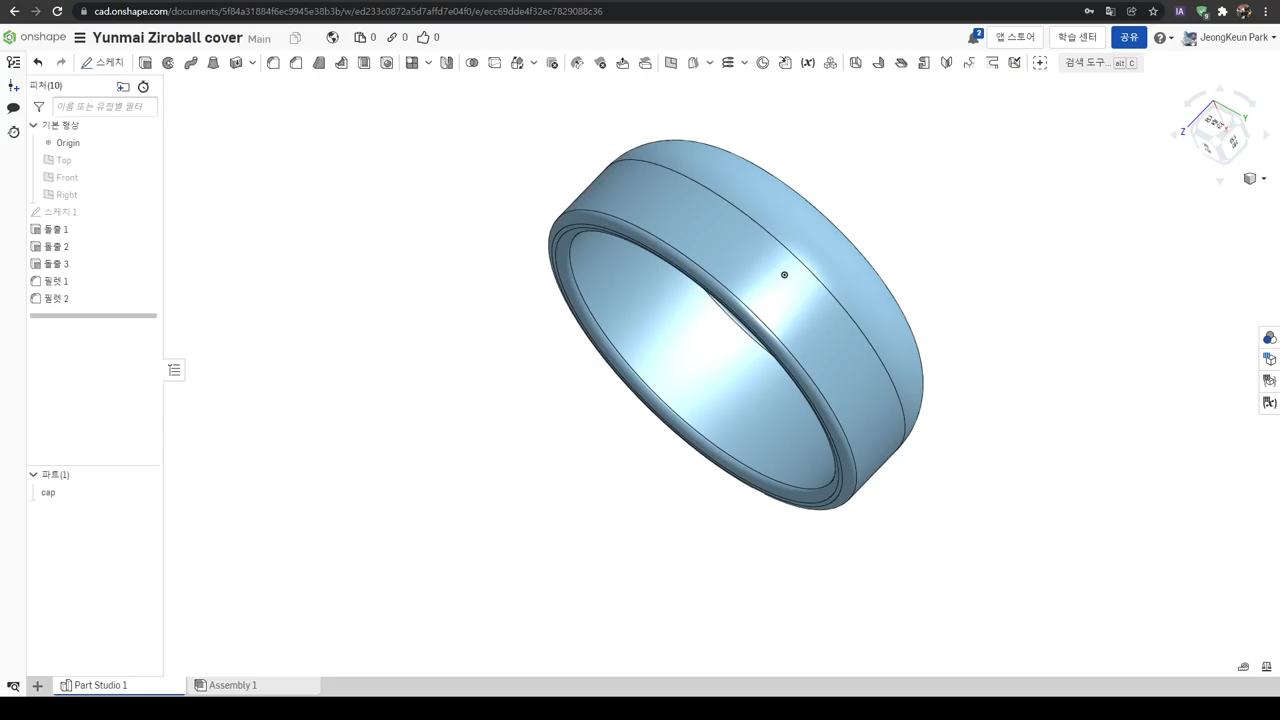 cad.onshape.com/documents/5f84a31884f6ec9945e38b3b/w/ed233c0872a5d7affd7e04f0/e/ecc69dde4f32ec7829088c36
IA
9
onshape
Yunmai Ziroball cover
Main
0
0
0
2
앱 스토어
학습 센터
공유
JeongKeun Park
스케치
(x)
검색 도구...
alt
C
피처(10)
이름 또는 유형별 필터
기본 형상
Origin
Top
Front
Right
스케치 1
돌출 1
돌출 2
돌출 3
필렛 1
필렛 2
파트(1)
cap
Z
Y
(x)
Part Studio 1
Assembly 1